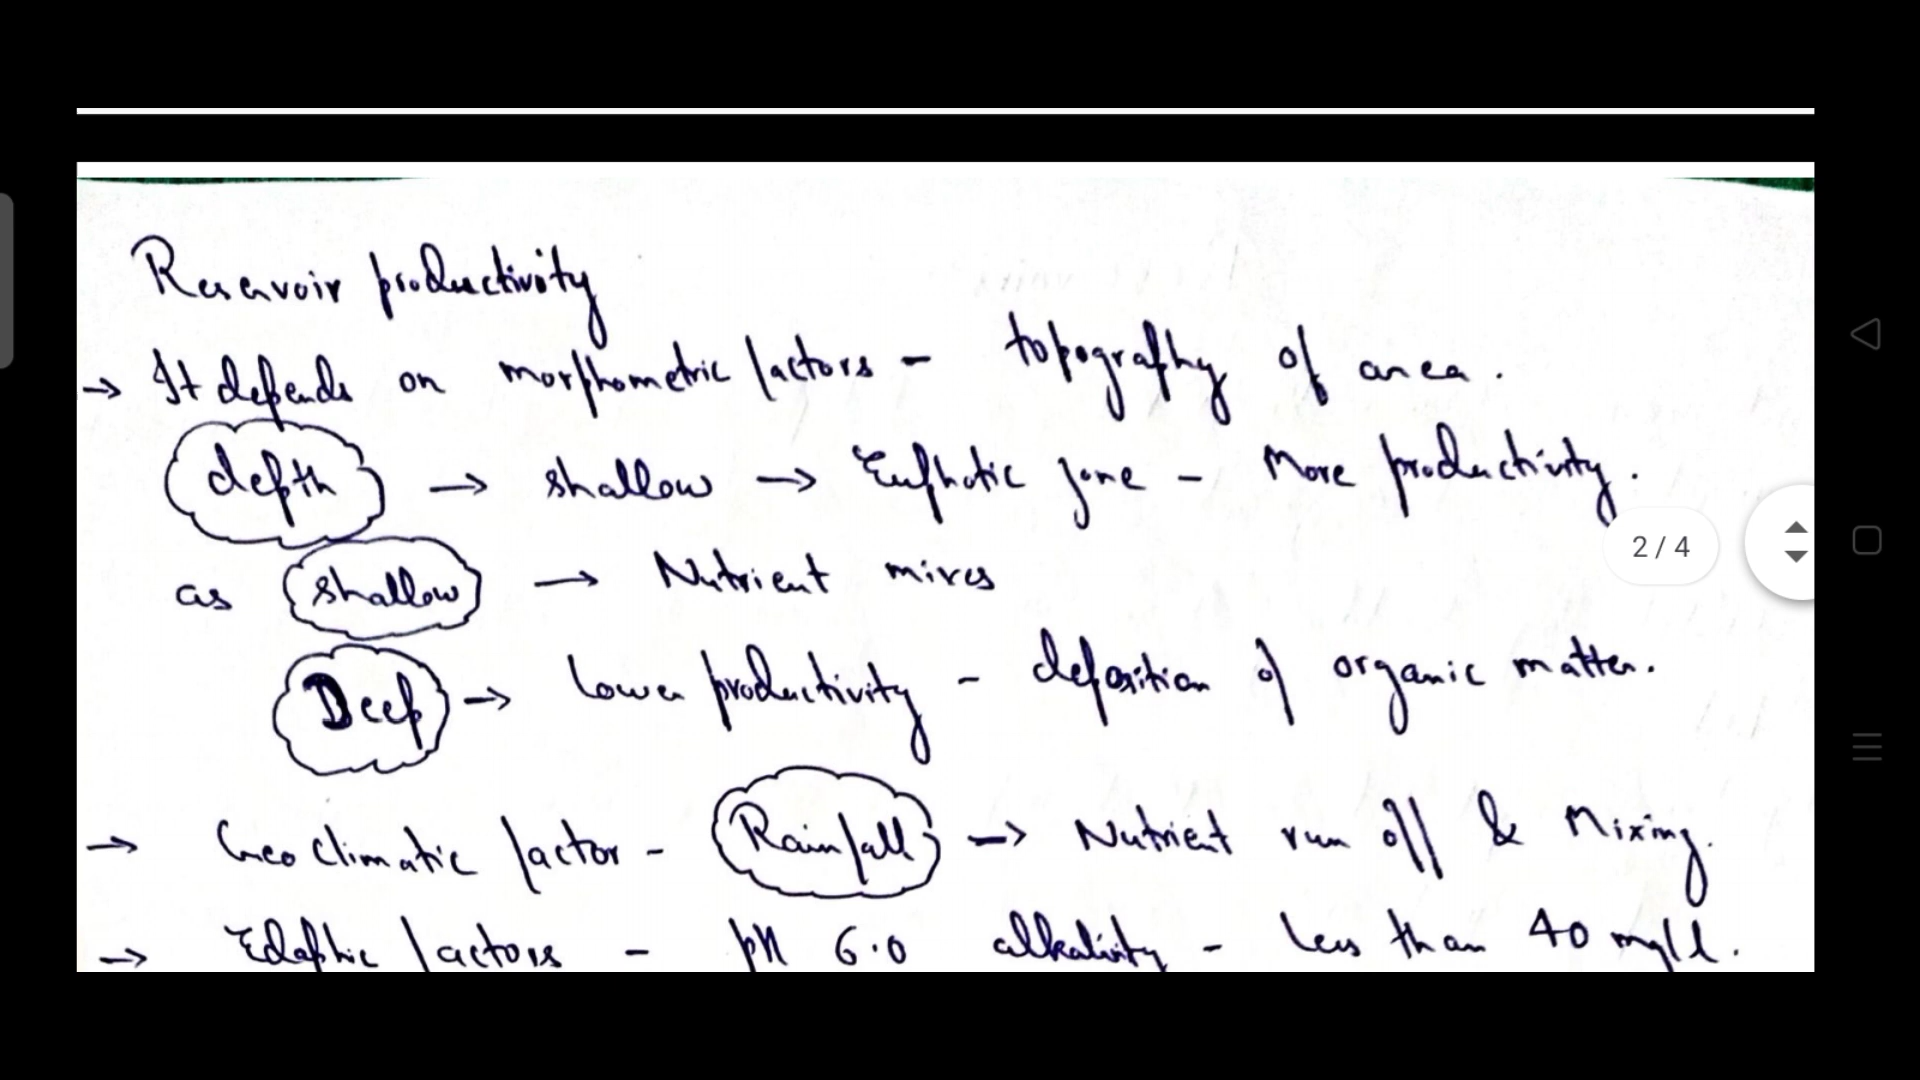 Reservoir productivity
→ It depends on morphometric factors - topography of area.
depth → shallow → Euphotic zone - More productivity.
2 / 4
as shallow → Nutrient mixes
Deep → Lower productivity - deposition of organic matter.
→ Geo climatic factor - Rainfall → Nutrient run off & Mixing.
→ Edaphic factors - pH 6.0 alkalinity - less than 40 mg/l.